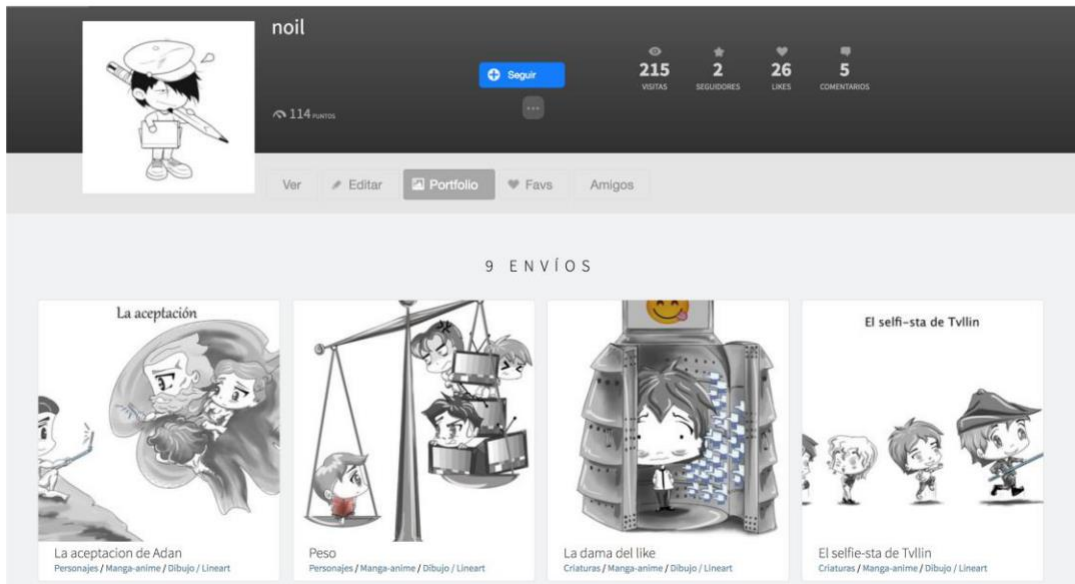 noil
Seguir
215
VISITAS
2
SEGUIDORES
26
LIKES
5
COMENTARIOS
114 PUNTOS
Ver
Editar
Portfolio
Favs
Amigos
9 ENVÍOS
La aceptación
La aceptacion de Adan
Personajes / Manga-anime / Dibujo / Lineart
Peso
Personajes / Manga-anime / Dibujo / Lineart
La dama del like
Criaturas / Manga-anime / Dibujo / Lineart
El selfi-sta de Tvllin
El selfie-sta de Tvllin
Criaturas / Manga-anime / Dibujo / Lineart